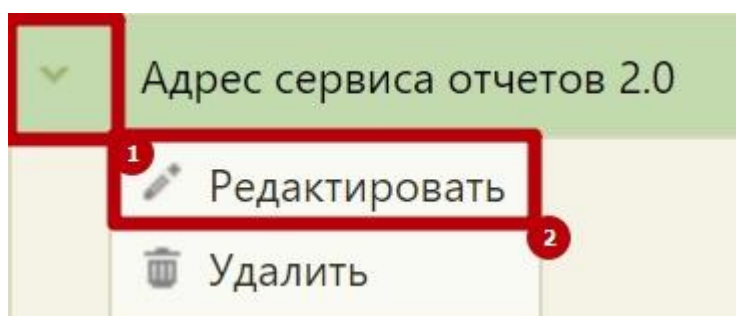 Адрес сервиса отчетов 2.0
1
Редактировать
2
Удалить